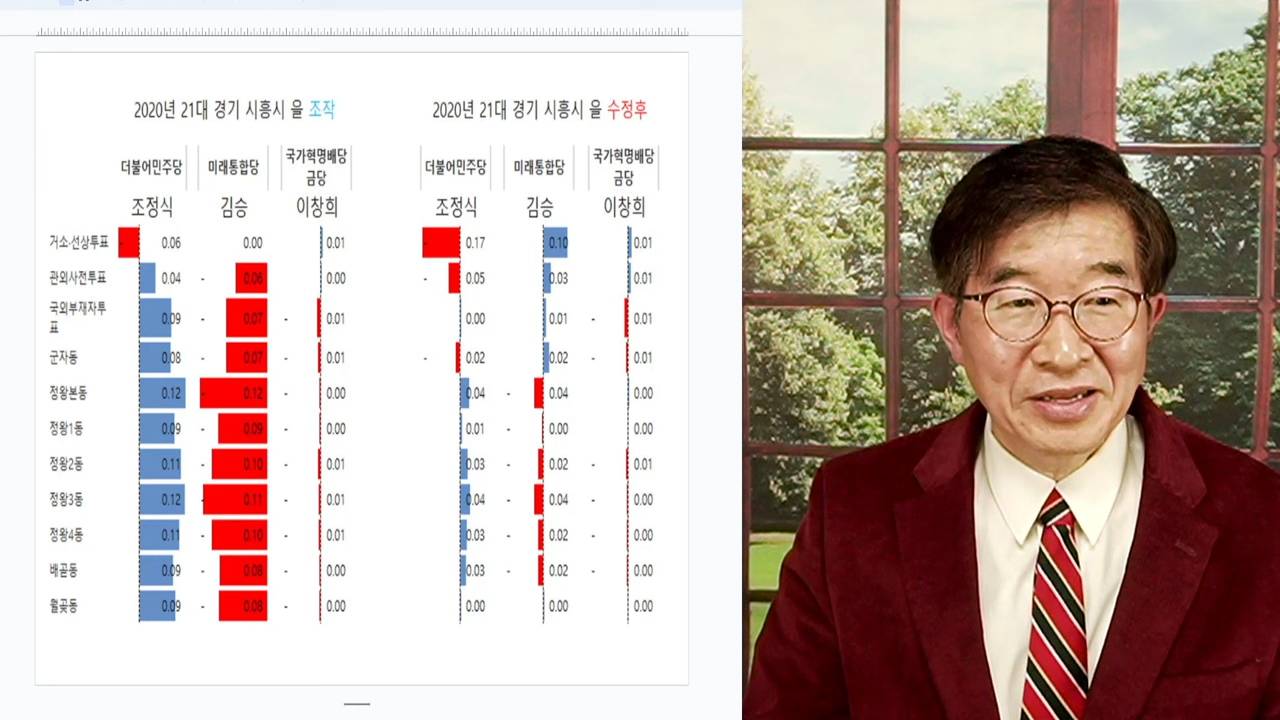 2020년 21대 경기 시흥시 을 조작
더불어민주당 미래통합당 국가혁명배당금당
조정식 김승 이창희
거소·선상투표 - 0.06 0.00 0.01
관외사전투표 0.04 - 0.06 0.00
국외부재자투표 0.09 - 0.07 - 0.01
군자동 0.08 - 0.07 - 0.01
정왕본동 0.12 - 0.12 - 0.00
정왕1동 0.09 - 0.09 - 0.00
정왕2동 0.11 - 0.10 - 0.01
정왕3동 0.12 - 0.11 - 0.01
정왕4동 0.11 - 0.10 - 0.01
배곧동 0.09 - 0.08 - 0.00
월곶동 0.09 - 0.08 - 0.00
2020년 21대 경기 시흥시 을 수정후
더불어민주당 미래통합당 국가혁명배당금당
조정식 김승 이창희
- 0.17 0.10 0.01
- 0.05 0.03 0.01
0.00 0.01 - 0.01
- 0.02 0.02 - 0.01
0.04 - 0.04 - 0.00
0.01 - 0.00 - 0.00
0.03 - 0.02 - 0.01
0.04 - 0.04 - 0.00
0.03 - 0.02 - 0.00
0.03 - 0.02 - 0.00
0.00 0.00 - 0.00